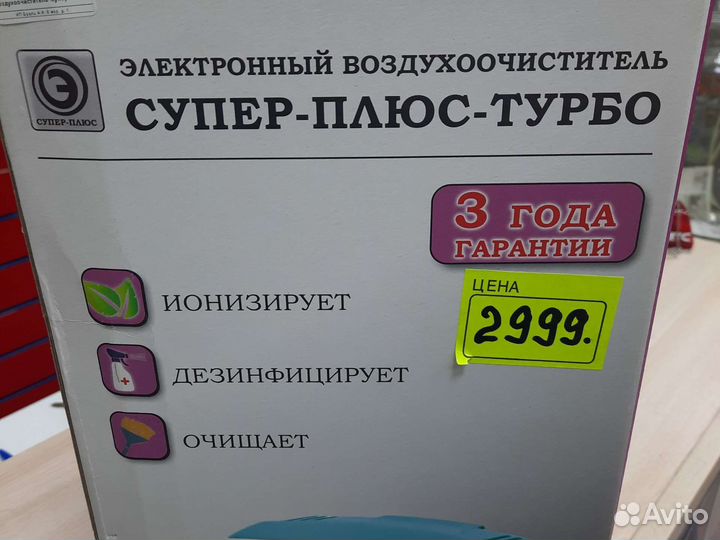 ЭЛЕКТРОННЫЙ ВОЗДУХООЧИСТИТЕЛЬ
СУПЕР-ПЛЮС-ТУРБО
Э
СУПЕР-ПЛЮС
3 ГОДА
ГАРАНТИИ
ЦЕНА
2999.
ИОНИЗИРУЕТ
ДЕЗИНФИЦИРУЕТ
ОЧИЩАЕТ
Avito